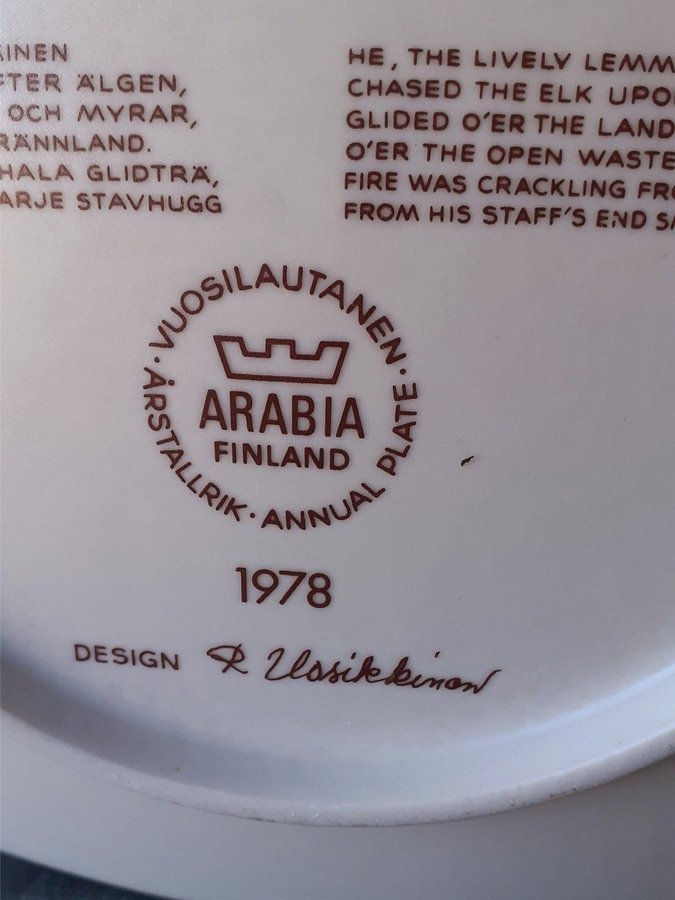 INEN
FTER ÄLGEN,
OCH MYRAR,
RÄNNLAND.
HALA GLIDTRÄ,
ARJE STAVHUGG
HE, THE LIVELY LEMM
CHASED THE ELK UPO
GLIDED O'ER THE LAND
O'ER THE OPEN WASTE
FIRE WAS CRACKLING FR
FROM HIS STAFF'S END S
· VUOSILAUTANEN ·
ÅRSTALLRIK · ANNUAL PLATE
ARABIA
FINLAND
1978
DESIGN R Uosikkinen